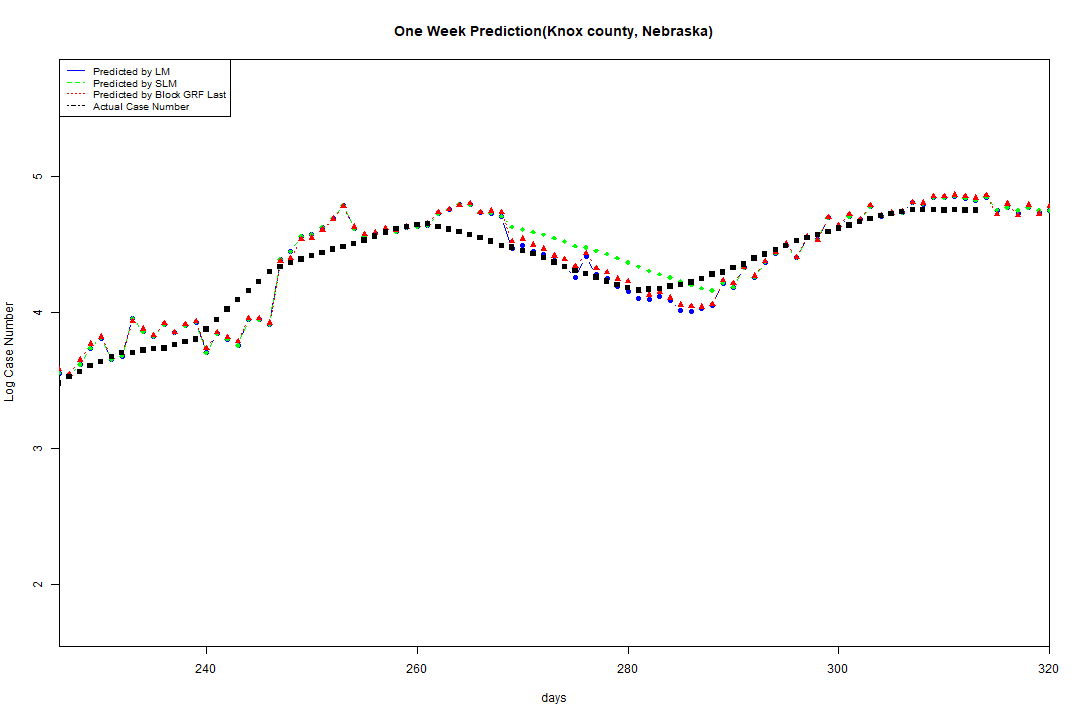 One Week Prediction(Knox county, Nebraska)
Predicted by LM
Predicted by SLM
Predicted by Block GRF Last
Actual Case Number
5
4
3
2
Log Case Number
240 260 280 300 320
days